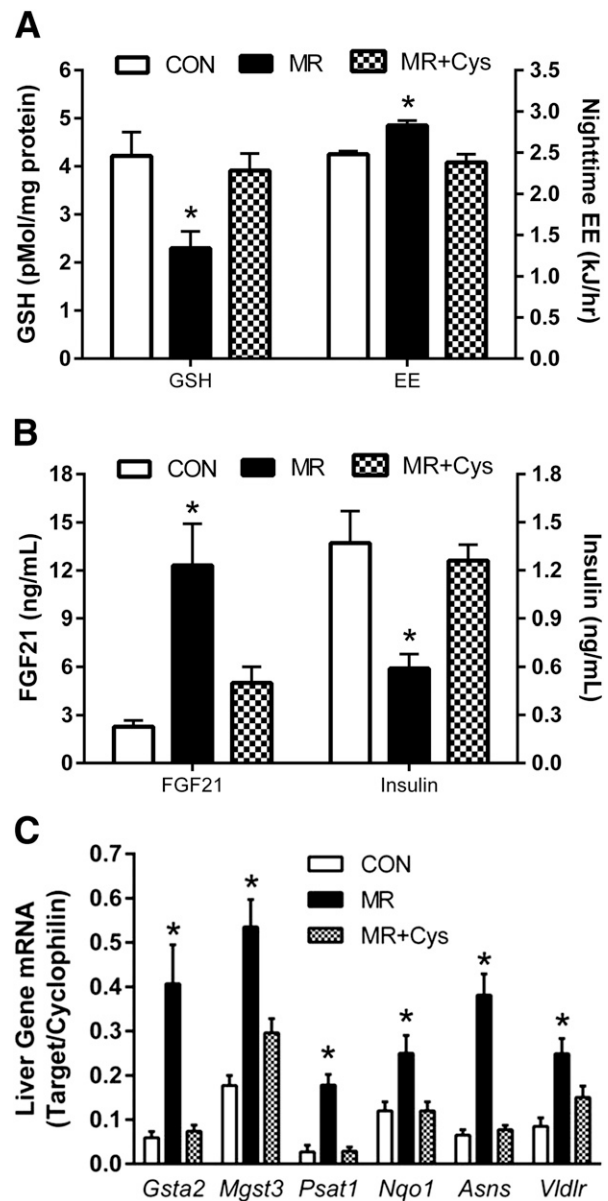 A
CON MR MR+Cys
GSH (pMol/mg protein)
6
5
4
3
2
1
0
*
*
3.5
3.0
2.5
2.0
1.5
1.0
0.5
0.0
Nighttime EE (kJ/hr)
GSH EE
B
CON MR MR+Cys
FGF21 (ng/mL)
18
15
12
9
6
3
0
*
*
1.8
1.5
1.2
0.9
0.6
0.3
0.0
Insulin (ng/mL)
FGF21 Insulin
C
Liver Gene mRNA
(Target/Cyclophilin)
0.7
0.6
0.5
0.4
0.3
0.2
0.1
0.0
CON
MR
MR+Cys
* * * * * *
Gsta2 Mgst3 Psat1 Nqo1 Asns Vldlr